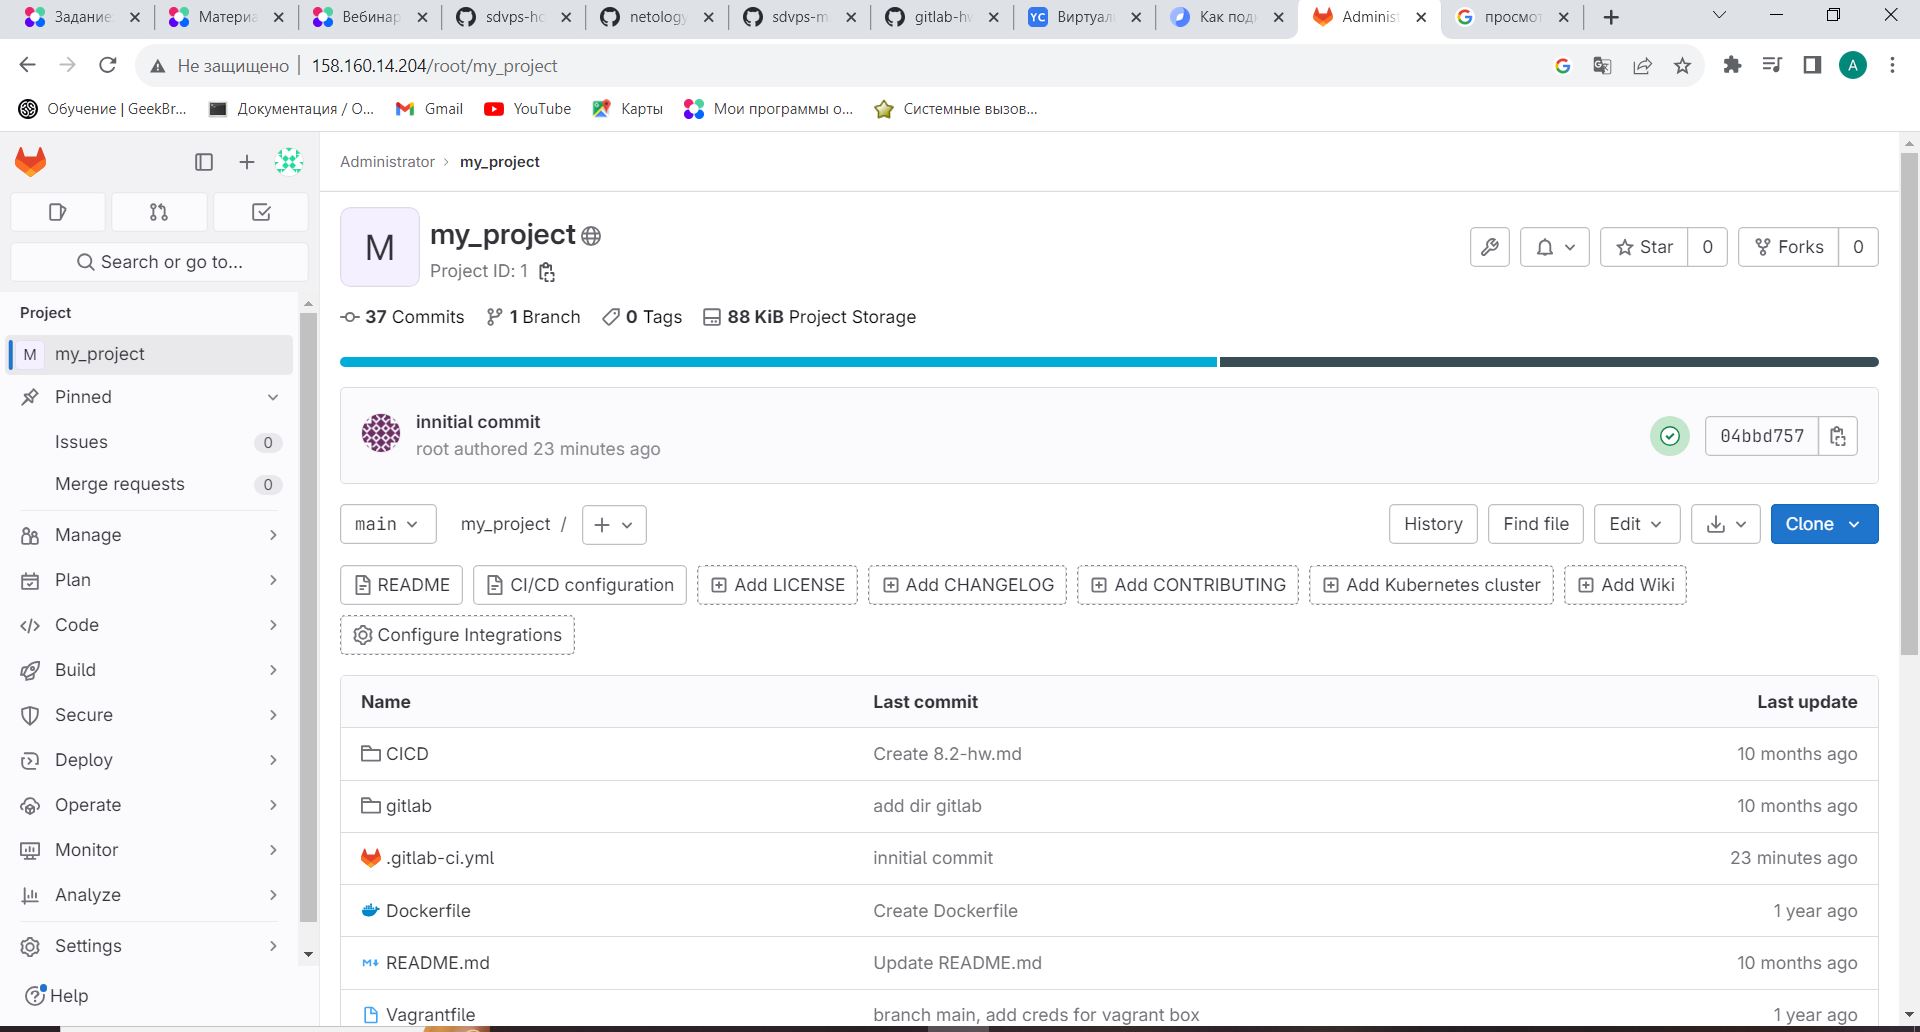 Задание
Материа
Вебинар
sdvps-ho
netology
sdvps-m
gitlab-hw
YC Виртуал
Как подк
Adminis
просмот
Не защищено 158.160.14.204/root/my_project
A
Обучение | GeekBr...
Документация / О...
Gmail
YouTube
Карты
Мои программы о...
Системные вызов...
Search or go to...
Project
M my_project
Pinned
Issues 0
Merge requests 0
Manage
Plan
Code
Build
Secure
Deploy
Operate
Monitor
Analyze
Settings
Help
Administrator › my_project
M
my_project
Project ID: 1
Star 0
Forks 0
37 Commits 1 Branch 0 Tags 88 KiB Project Storage
innitial commit
root authored 23 minutes ago
04bbd757
main my_project / +
History Find file Edit Clone
README CI/CD configuration Add LICENSE Add CHANGELOG Add CONTRIBUTING Add Kubernetes cluster Add Wiki
Configure Integrations
Name Last commit Last update
CICD Create 8.2-hw.md 10 months ago
gitlab add dir gitlab 10 months ago
.gitlab-ci.yml innitial commit 23 minutes ago
Dockerfile Create Dockerfile 1 year ago
README.md Update README.md 10 months ago
Vagrantfile branch main, add creds for vagrant box 1 year ago